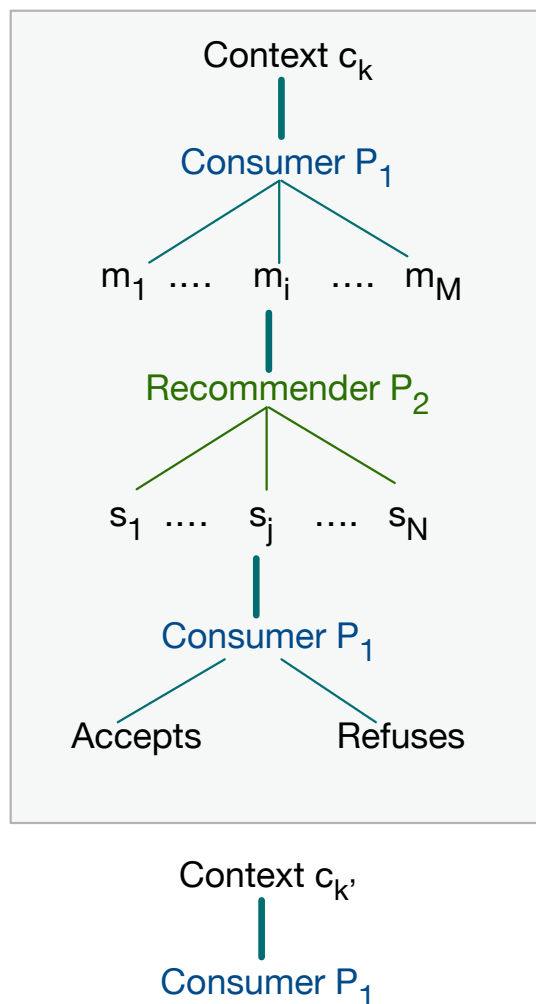 Context c_k
Consumer P_1
m_1 .... m_i .... m_M
Recommender P_2
s_1 .... s_j .... s_N
Consumer P_1
Accepts Refuses
Context c_k'
Consumer P_1